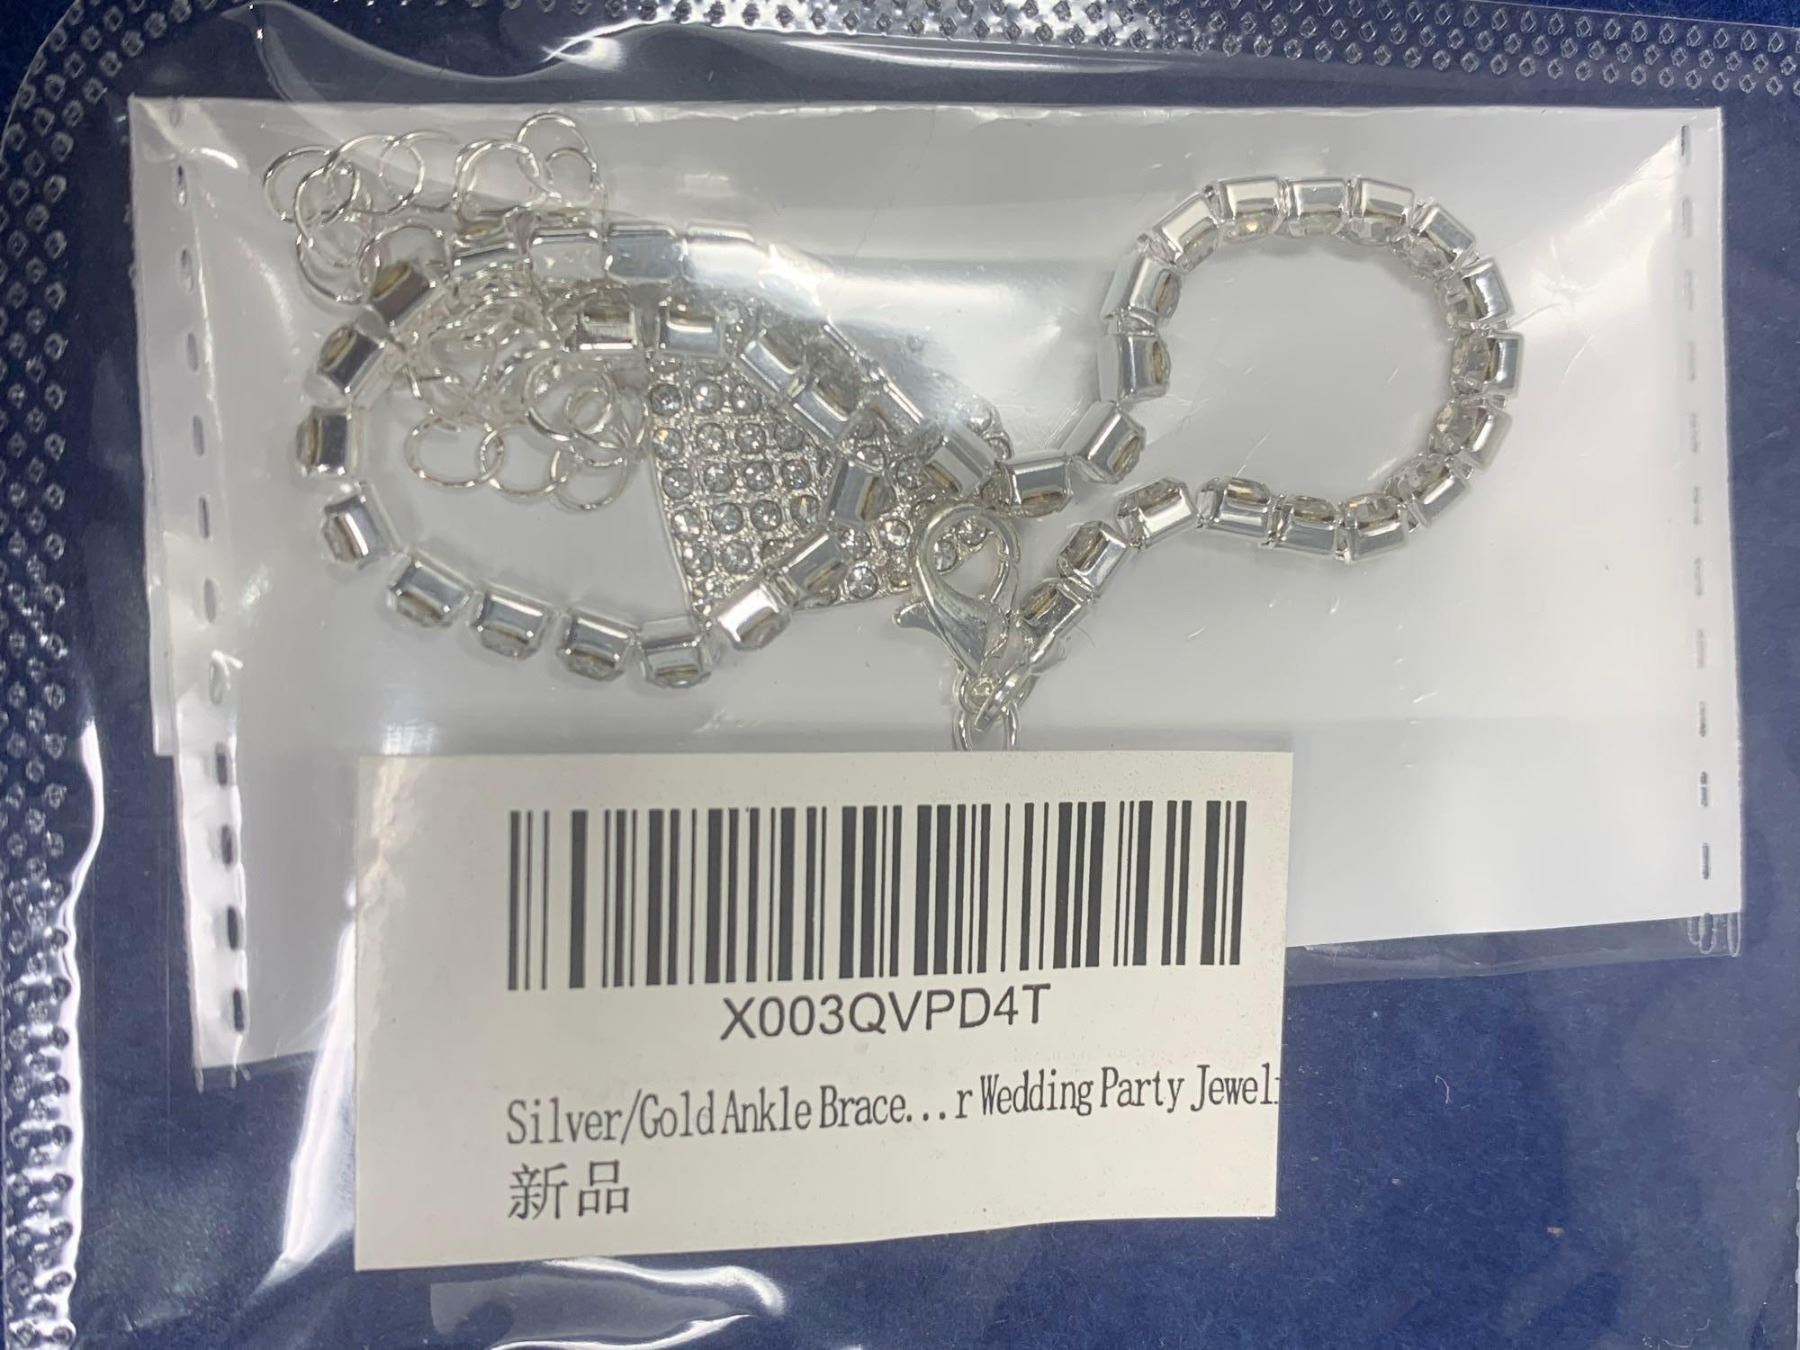 X003QVPD4T
Silver/Gold Ankle Brace...r Wedding Party Jewel
新品